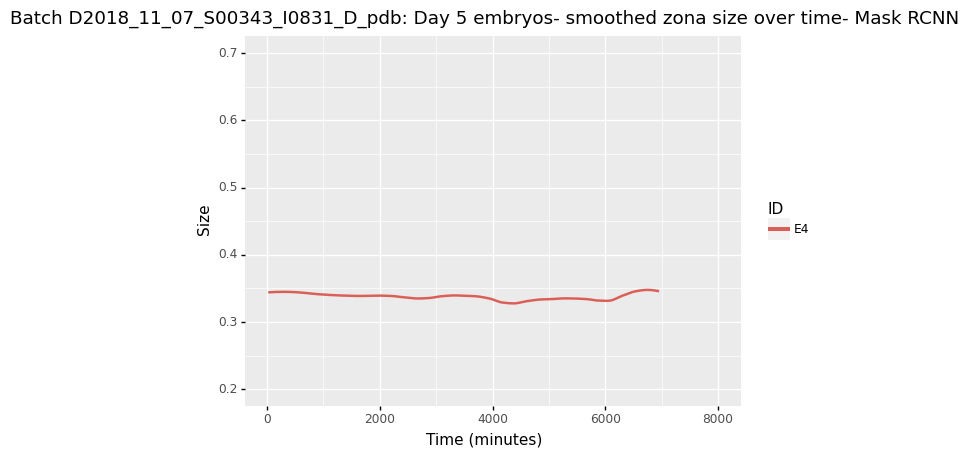 Batch D2018_11_07_S00343_I0831_D_pdb: Day 5 embryos- smoothed zona size over time- Mask RCNN
0.7
0.6
0.5
0.4
0.3
0.2
Size
0 2000 4000 6000 8000
Time (minutes)
ID
E4